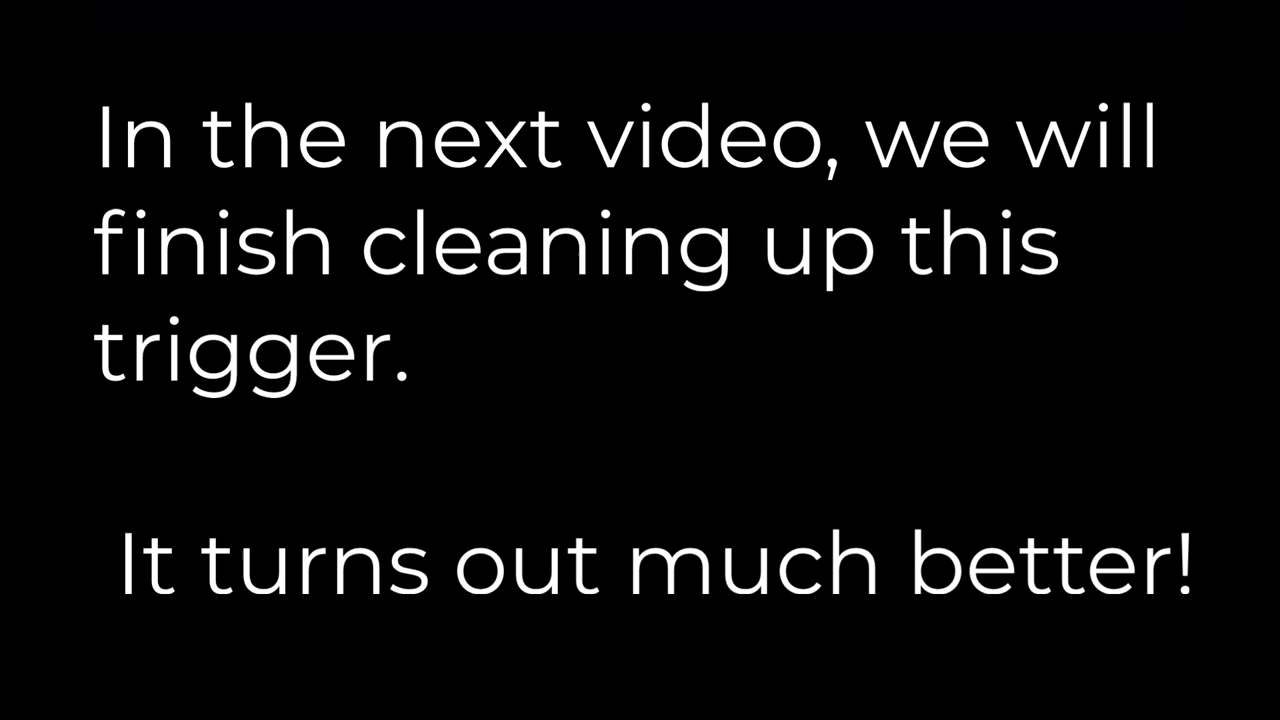 In the next video, we will
finish cleaning up this
trigger.
It turns out much better!